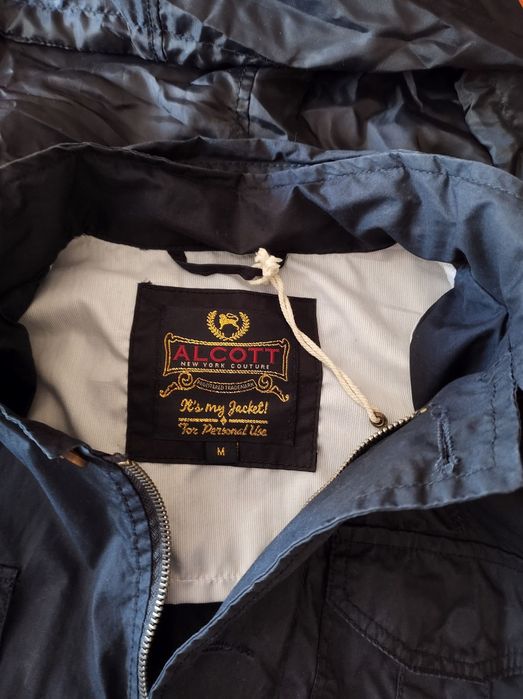 ALCOTT
NEW YORK COUTURE
REGISTERED TRADEMARK
It's my Jacket!
For Personal Use
M